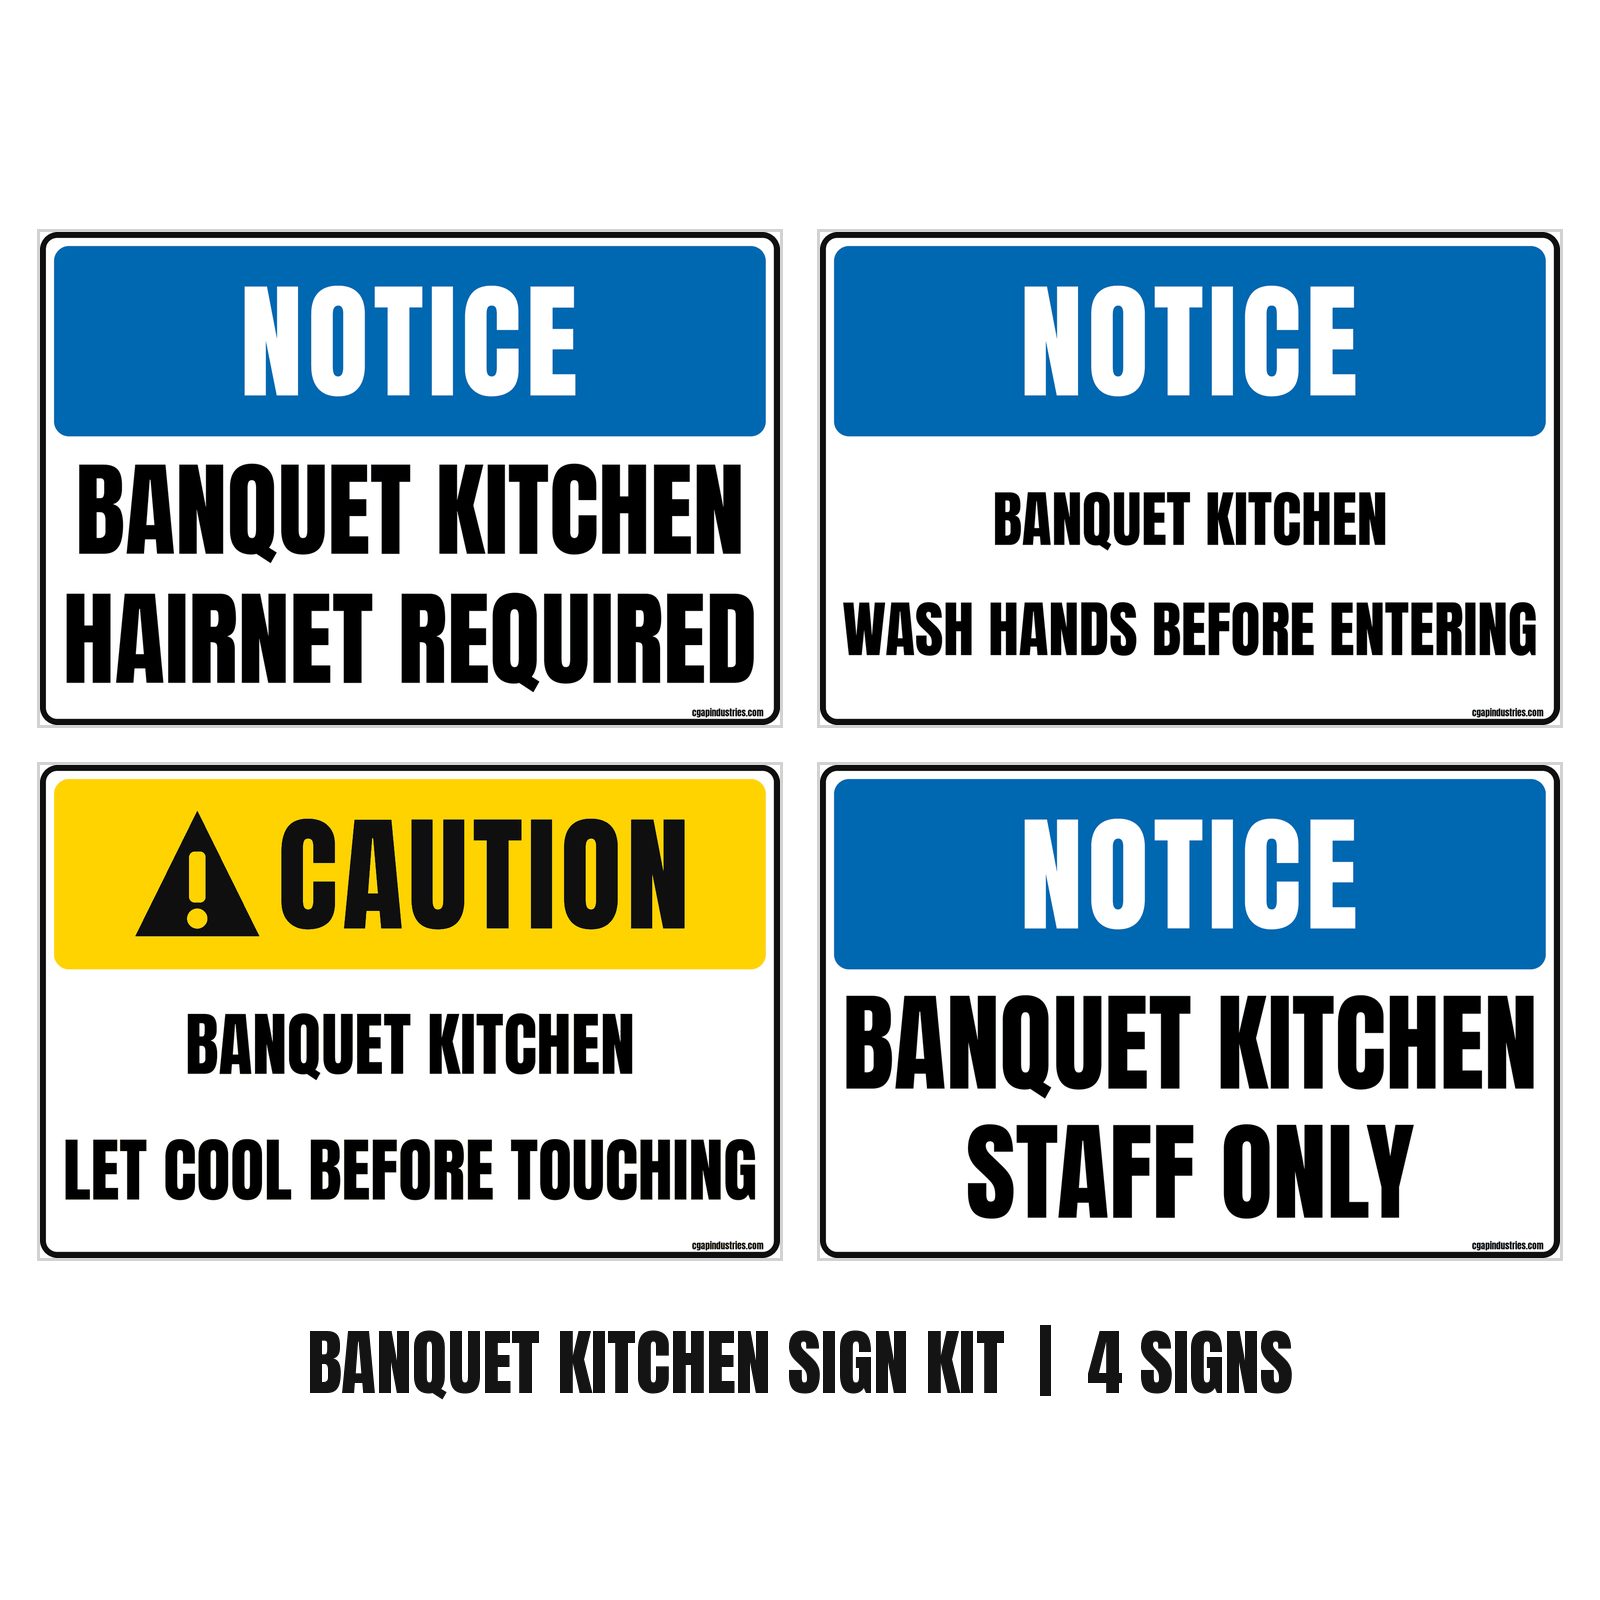 NOTICE
BANQUET KITCHEN
HAIRNET REQUIRED
cgapindustries.com
NOTICE
BANQUET KITCHEN
WASH HANDS BEFORE ENTERING
cgapindustries.com
CAUTION
BANQUET KITCHEN
LET COOL BEFORE TOUCHING
cgapindustries.com
NOTICE
BANQUET KITCHEN
STAFF ONLY
cgapindustries.com
BANQUET KITCHEN SIGN KIT | 4 SIGNS